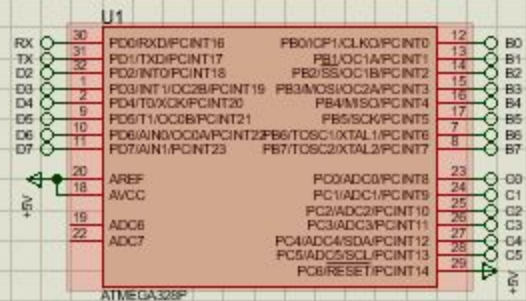 U1
RX 30 PD0/RXD/PCINT16 PB0/ICP1/CLKO/PCINT0 12 B0
TX 31 PD1/TXD/PCINT17 PB1/OC1A/PCINT1 13 B1
D2 32 PD2/INT0/PCINT18 PB2/SS/OC1B/PCINT2 14 B2
D3 1 PD3/INT1/OC2B/PCINT19 PB3/MOSI/OC2A/PCINT3 15 B3
D4 2 PD4/T0/XCK/PCINT20 PB4/MISO/PCINT4 16 B4
D5 9 PD5/T1/OC0B/PCINT21 PB5/SCK/PCINT5 17 B5
D6 10 PD6/AIN0/OC0A/PCINT22 PB6/TOSC1/XTAL1/PCINT6 7 B6
D7 11 PD7/AIN1/PCINT23 PB7/TOSC2/XTAL2/PCINT7 8 B7
20 AREF PC0/ADC0/PCINT8 23 C0
+5V 18 AVCC PC1/ADC1/PCINT9 24 C1
PC2/ADC2/PCINT10 25 C2
19 ADC6 PC3/ADC3/PCINT11 26 C3
22 ADC7 PC4/ADC4/SDA/PCINT12 27 C4
PC5/ADC5/SCL/PCINT13 28 C5
PC6/RESET/PCINT14 29 +5V
ATMEGA328P